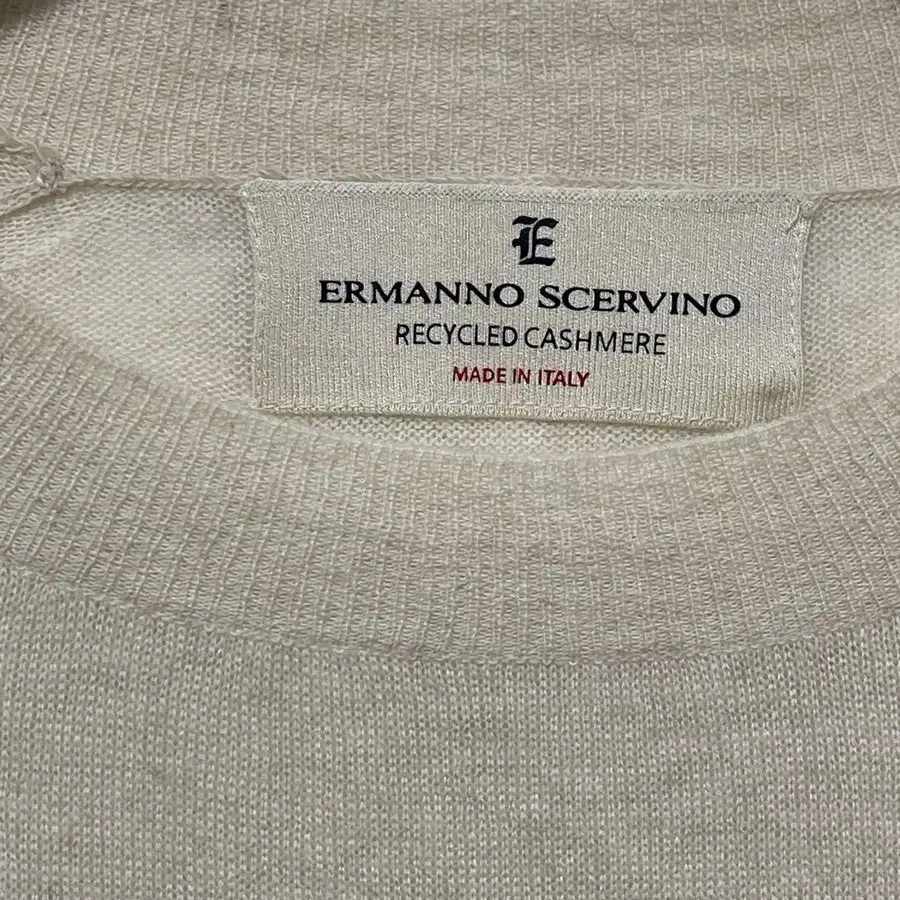 E
ERMANNO SCERVINO
RECYCLED CASHMERE
MADE IN ITALY